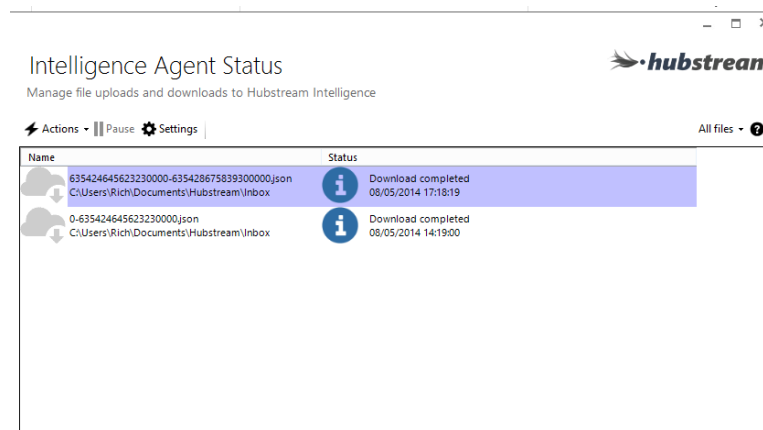 hubstream
Intelligence Agent Status
Manage file uploads and downloads to Hubstream Intelligence
Actions Pause Settings All files ?
Name Status
635424645623230000-635428675839300000.json Download completed
C:\Users\Rich\Documents\Hubstream\Inbox 08/05/2014 17:18:19
0-635424645623230000.json Download completed
C:\Users\Rich\Documents\Hubstream\Inbox 08/05/2014 14:19:00